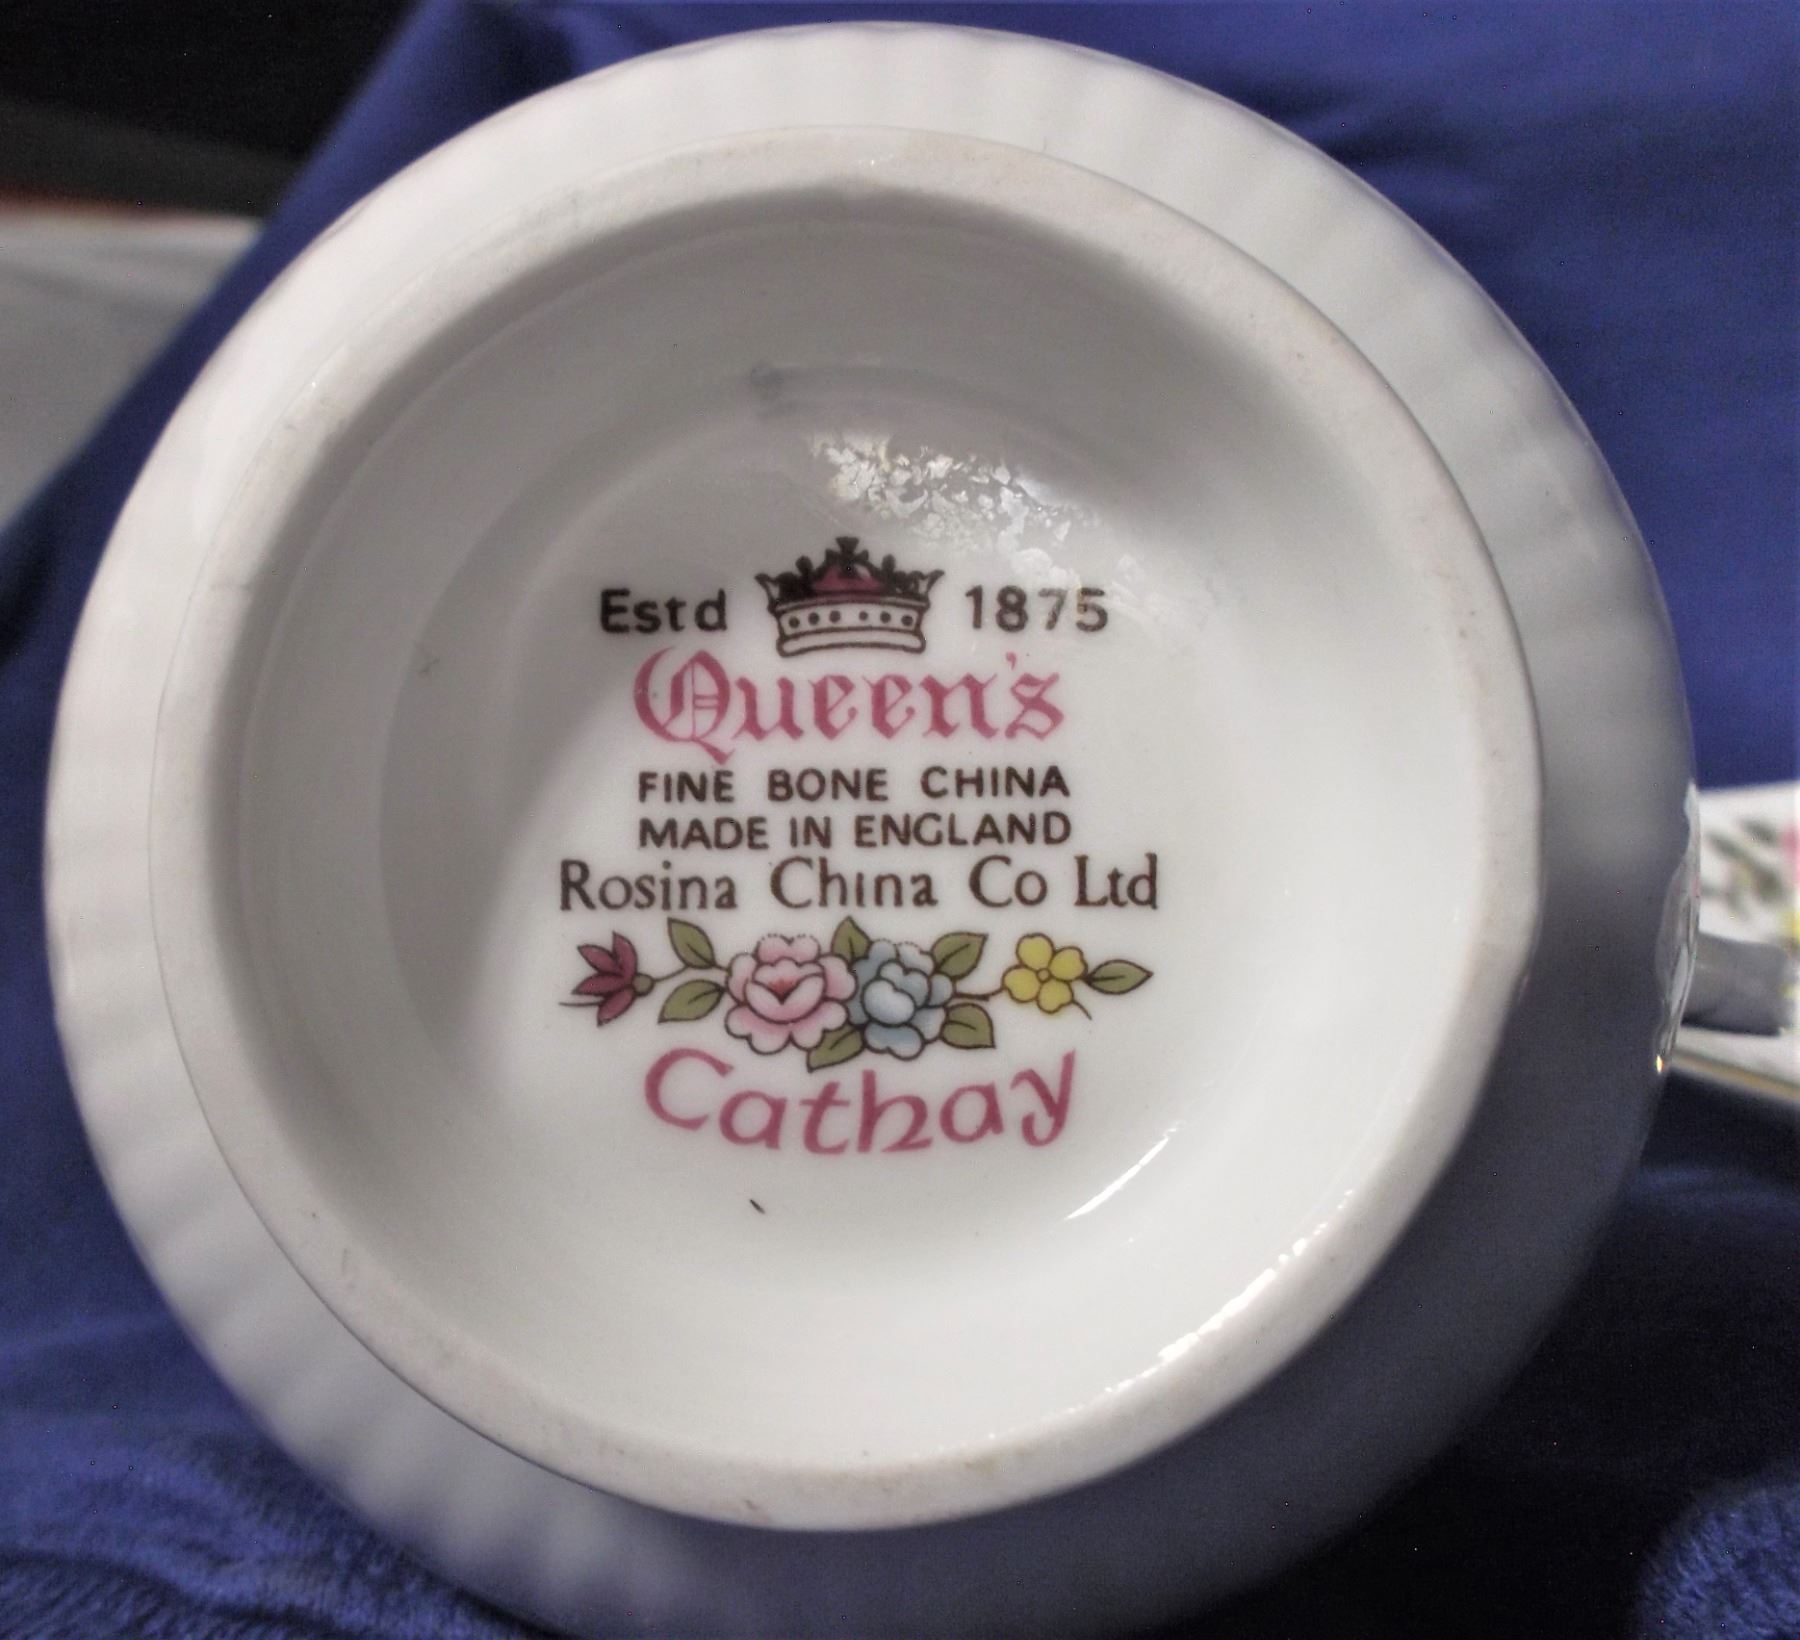 Estd 1875
Queen's
FINE BONE CHINA
MADE IN ENGLAND
Rosina China Co Ltd
Cathay